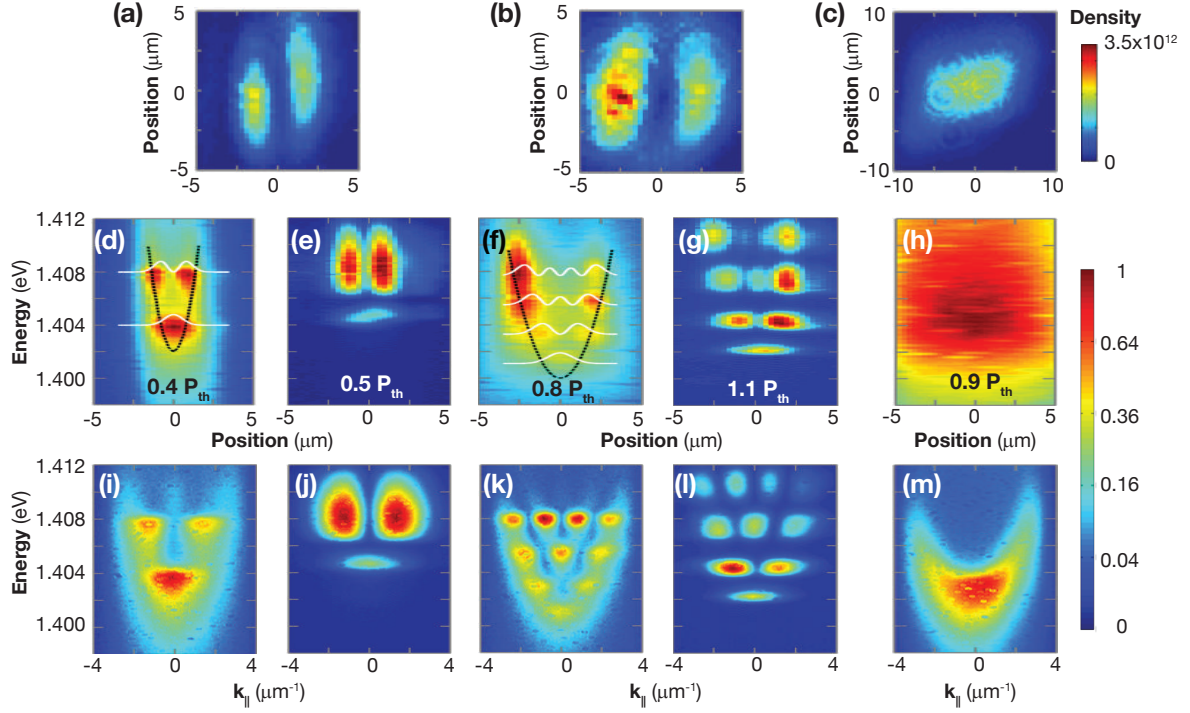 (a) (b) (c) Density
5 5 10 3.5x10¹²
Position (μm) Position (μm) Position (μm)
0 0 0
-5 -5 -10 0
-5 0 5 -5 0 5 -10 0 10
1.412
(d) (e) (f) (g) (h)
1.408 1
Energy (eV)
1.404 0.64
1.400
0.4 P_th 0.5 P_th 0.8 P_th 1.1 P_th 0.9 P_th
-5 0 5 -5 0 5 -5 0 5 -5 0 5 -5 0 5
Position (μm) Position (μm) Position (μm)
0.36
1.412
(i) (j) (k) (l) (m)
0.16
1.408
Energy (eV)
0.04
1.404
1.400 0
-4 0 4 -4 0 4 -4 0 4 -4 0 4 -4 0 4
k_|| (μm⁻¹) k_|| (μm⁻¹) k_|| (μm⁻¹)